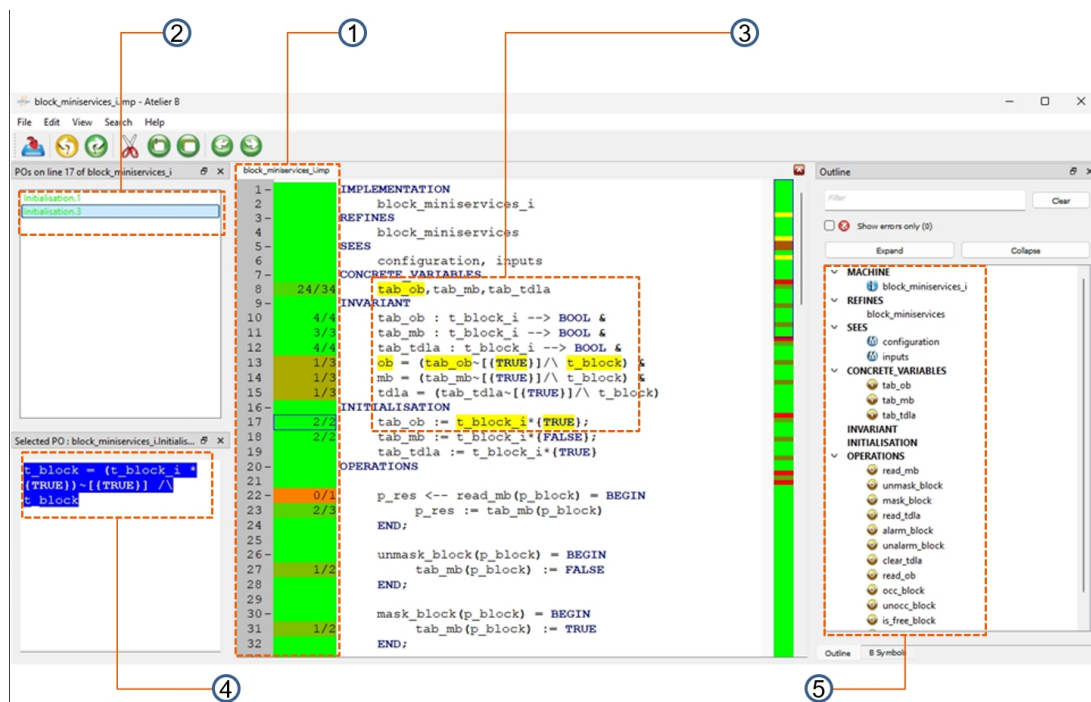 2
1
3
block_miniservices_i.imp - Atelier B
File Edit View Search Help
POs on line 17 of block_miniservices_i
Initialisation.1
Initialisation.3
Selected PO : block_miniservices_i.Initialis...
t_block = (t_block_i *
{TRUE})~[{TRUE}] /\
t_block
4
block_miniservices_i.imp
1- IMPLEMENTATION
2 block_miniservices_i
3- REFINES
4 block_miniservices
5- SEES
6 configuration, inputs
7- CONCRETE_VARIABLES
8 24/34 tab_ob,tab_mb,tab_tdla
9- INVARIANT
10 4/4 tab_ob : t_block_i --> BOOL &
11 3/3 tab_mb : t_block_i --> BOOL &
12 4/4 tab_tdla : t_block_i --> BOOL &
13 1/3 ob = (tab_ob~[{TRUE}]/\ t_block) &
14 1/3 mb = (tab_mb~[{TRUE}]/\ t_block) &
15 1/3 tdla = (tab_tdla~[{TRUE}]/\ t_block)
16- INITIALISATION
17 2/2 tab_ob := t_block_i*{TRUE};
18 2/2 tab_mb := t_block_i*{FALSE};
19 tab_tdla := t_block_i*{TRUE}
20- OPERATIONS
21
22- 0/1 p_res <-- read_mb(p_block) = BEGIN
23 2/3 p_res := tab_mb(p_block)
24 END;
25
26- unmask_block(p_block) = BEGIN
27 1/2 tab_mb(p_block) := FALSE
28 END;
29
30- mask_block(p_block) = BEGIN
31 1/2 tab_mb(p_block) := TRUE
32 END;
Outline
Filter
Clear
Show errors only (0)
Expand Collapse
MACHINE
block_miniservices_i
REFINES
block_miniservices
SEES
configuration
inputs
CONCRETE_VARIABLES
tab_ob
tab_mb
tab_tdla
INVARIANT
INITIALISATION
OPERATIONS
read_mb
unmask_block
mask_block
read_tdla
alarm_block
unalarm_block
clear_tdla
read_ob
occ_block
unocc_block
is_free_block
Outline B Symbols
5